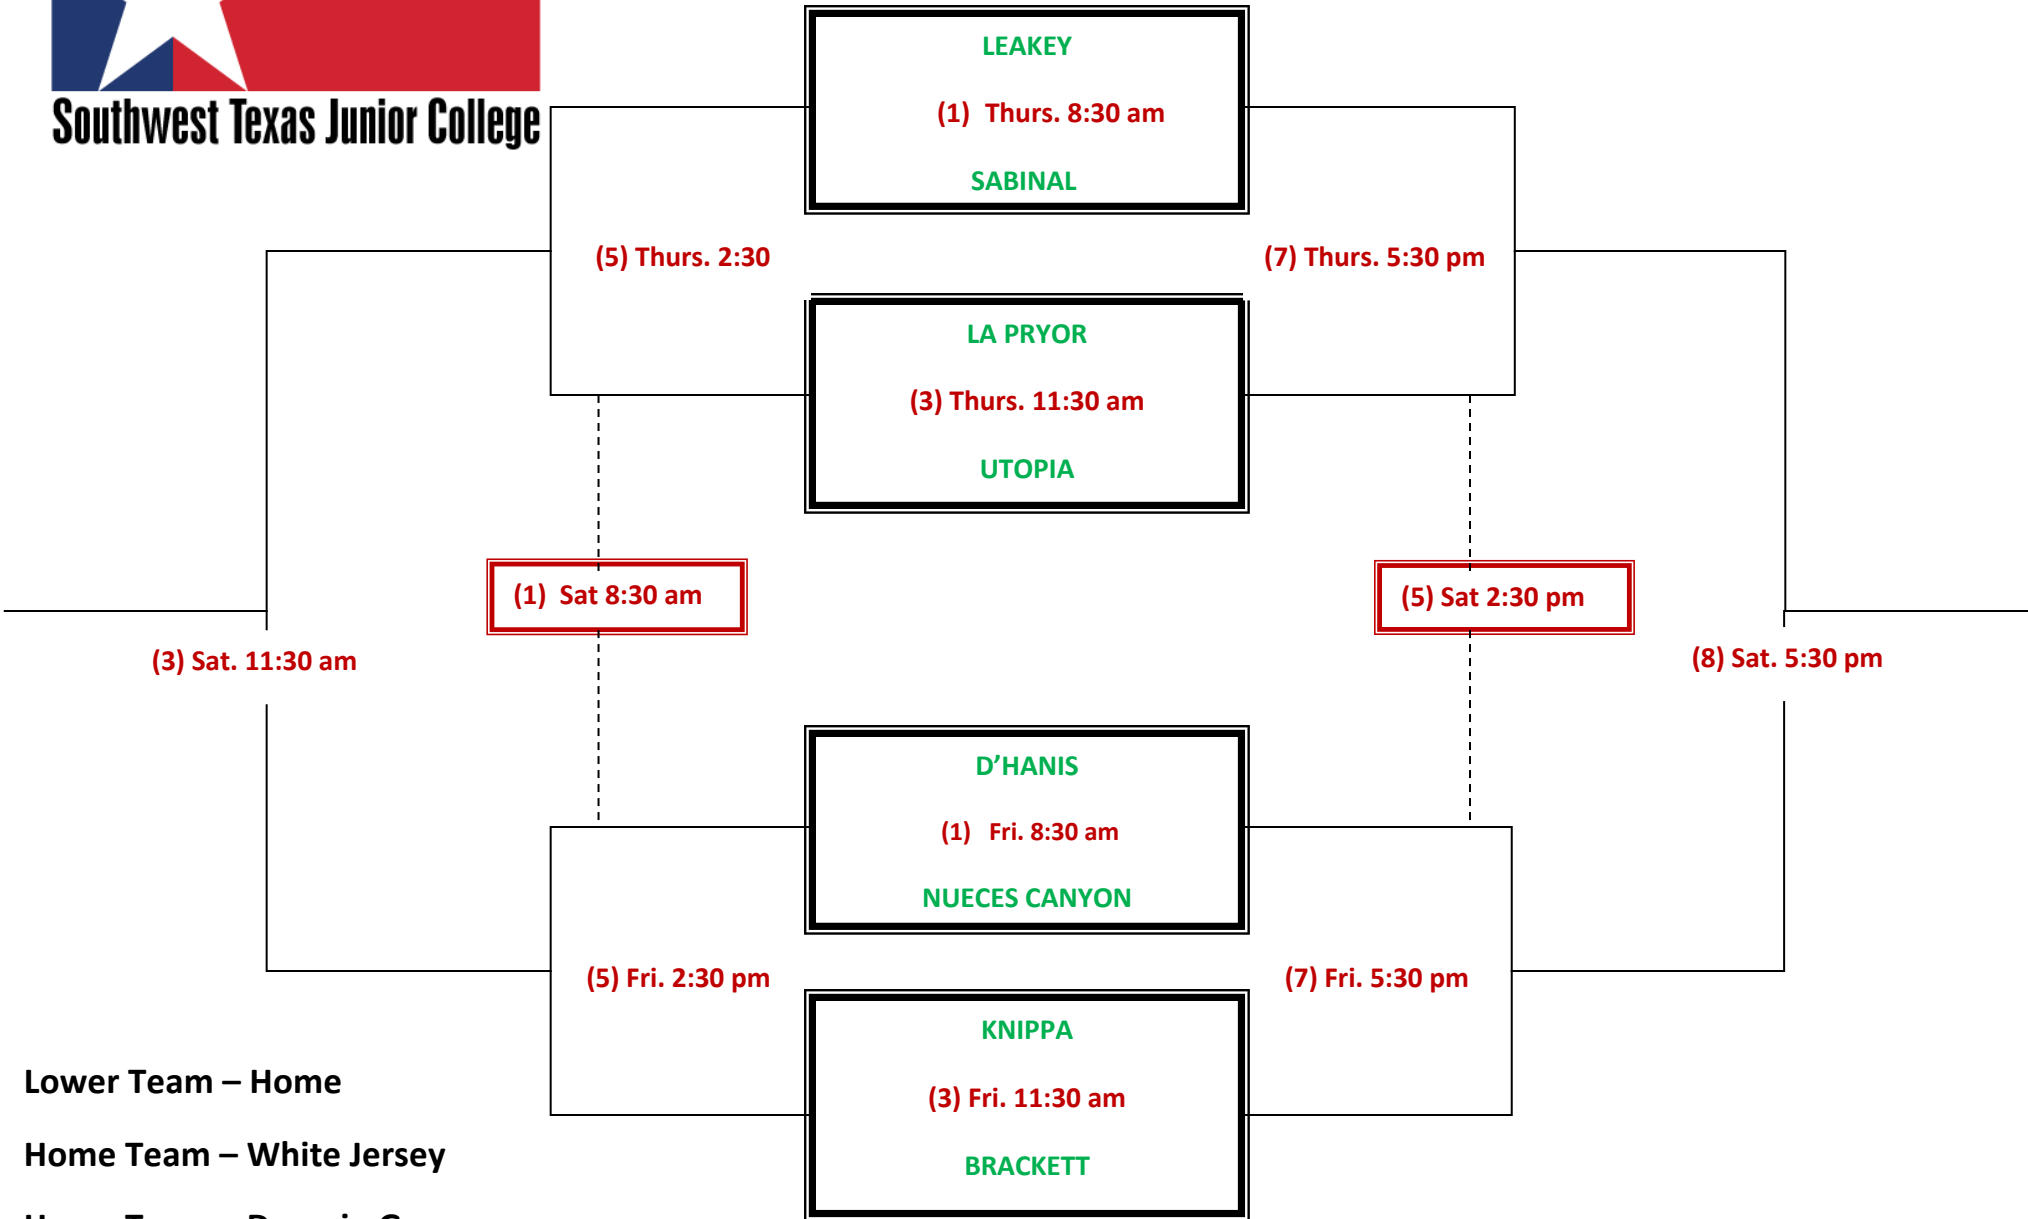 Southwest Texas Junior College
LEAKEY
(1) Thurs. 8:30 am
SABINAL
(5) Thurs. 2:30
(7) Thurs. 5:30 pm
LA PRYOR
(3) Thurs. 11:30 am
UTOPIA
(1) Sat 8:30 am
(5) Sat 2:30 pm
(3) Sat. 11:30 am
(8) Sat. 5:30 pm
D’HANIS
(1) Fri. 8:30 am
NUECES CANYON
(5) Fri. 2:30 pm
(7) Fri. 5:30 pm
KNIPPA
(3) Fri. 11:30 am
BRACKETT
Lower Team – Home
Home Team – White Jersey